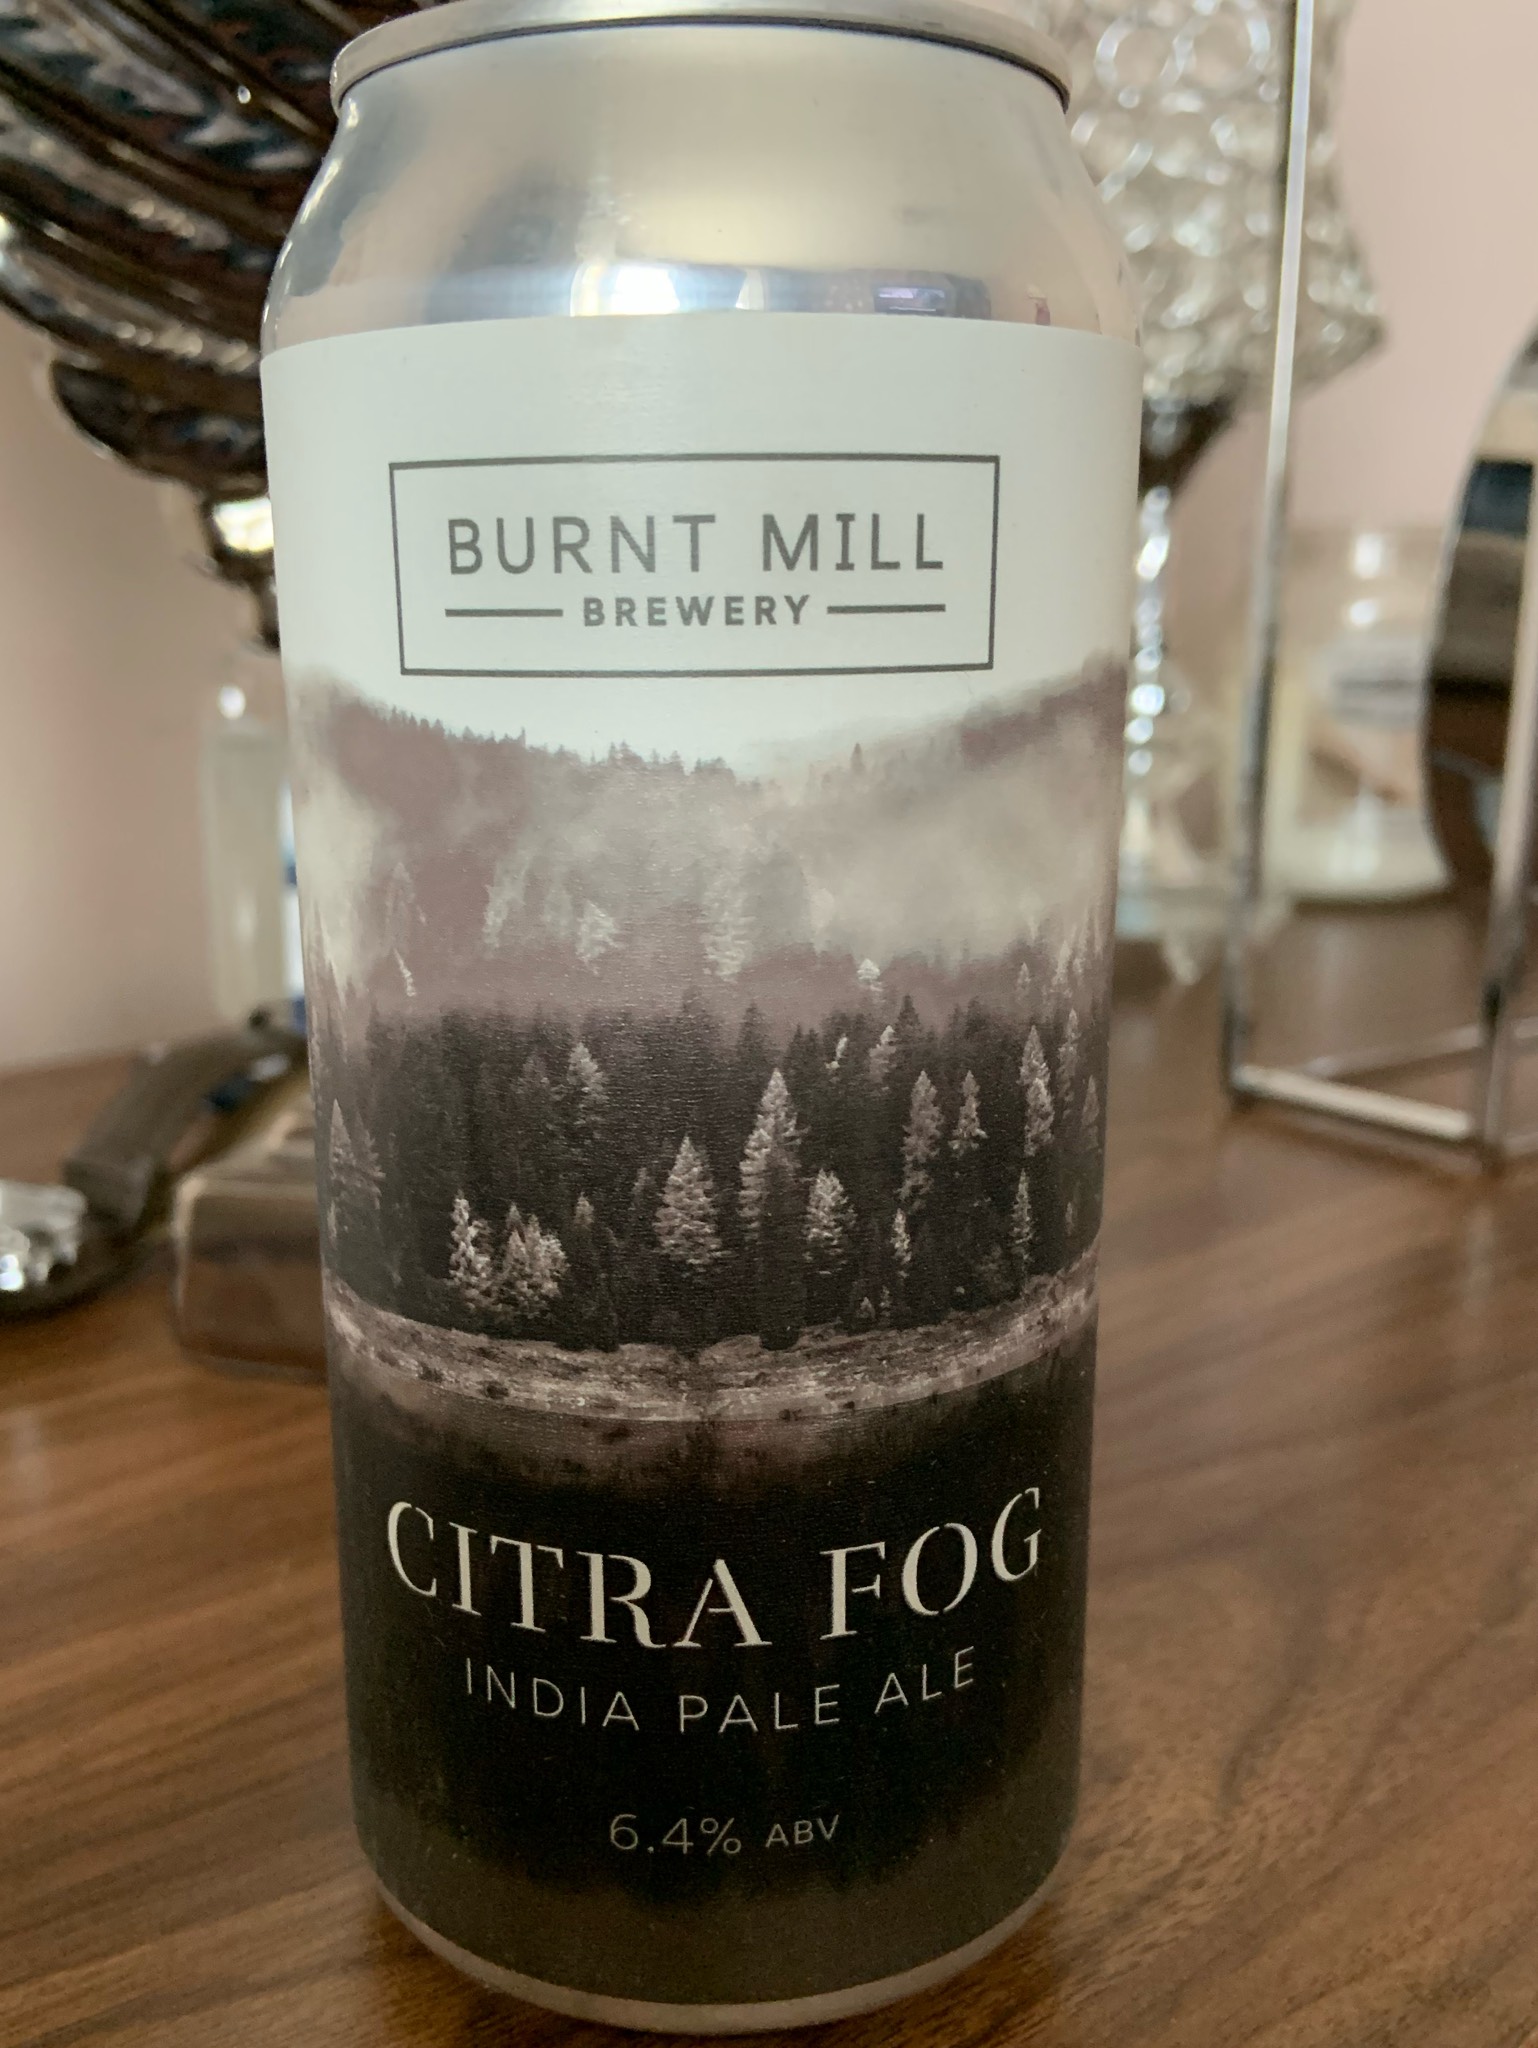 BURNT MILL
BREWERY
CITRA FOG
INDIA PALE ALE
6.4% ABV